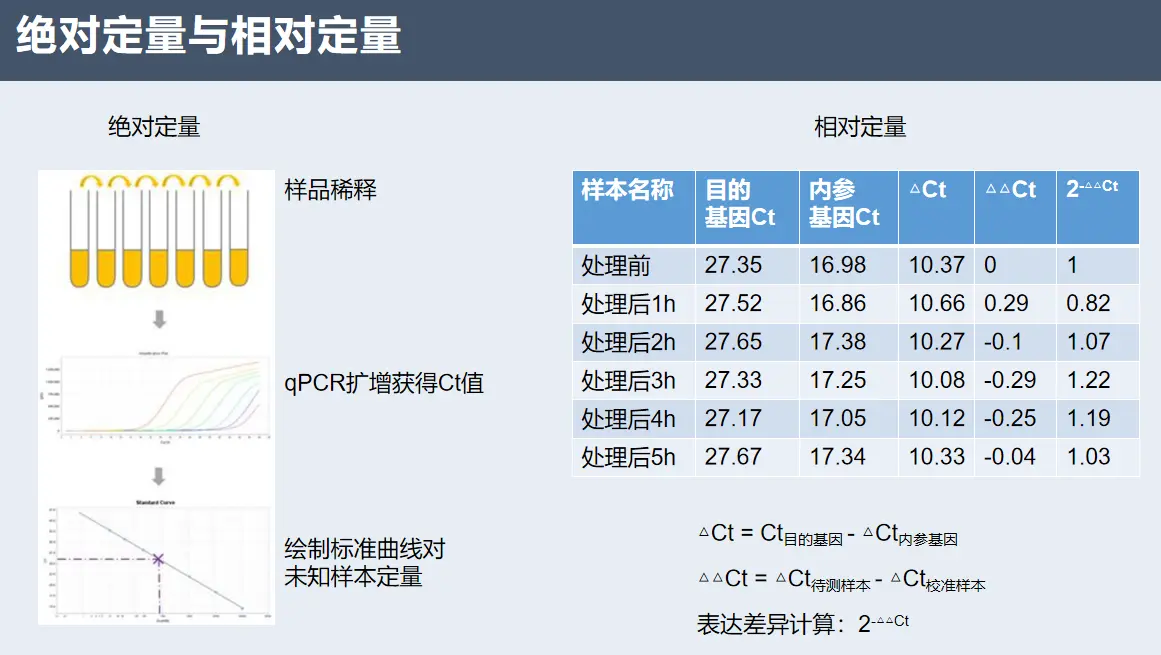 绝对定量与相对定量
绝对定量
样品稀释
qPCR扩增获得Ct值
Standard Curve
绘制标准曲线对
未知样本定量
相对定量
样本名称 目的基因Ct 内参基因Ct △Ct △△Ct 2-△△Ct
处理前 27.35 16.98 10.37 0 1
处理后1h 27.52 16.86 10.66 0.29 0.82
处理后2h 27.65 17.38 10.27 -0.1 1.07
处理后3h 27.33 17.25 10.08 -0.29 1.22
处理后4h 27.17 17.05 10.12 -0.25 1.19
处理后5h 27.67 17.34 10.33 -0.04 1.03
△Ct = Ct目的基因 - △Ct内参基因
△△Ct = △Ct待测样本 - △Ct校准样本
表达差异计算：2-△△Ct